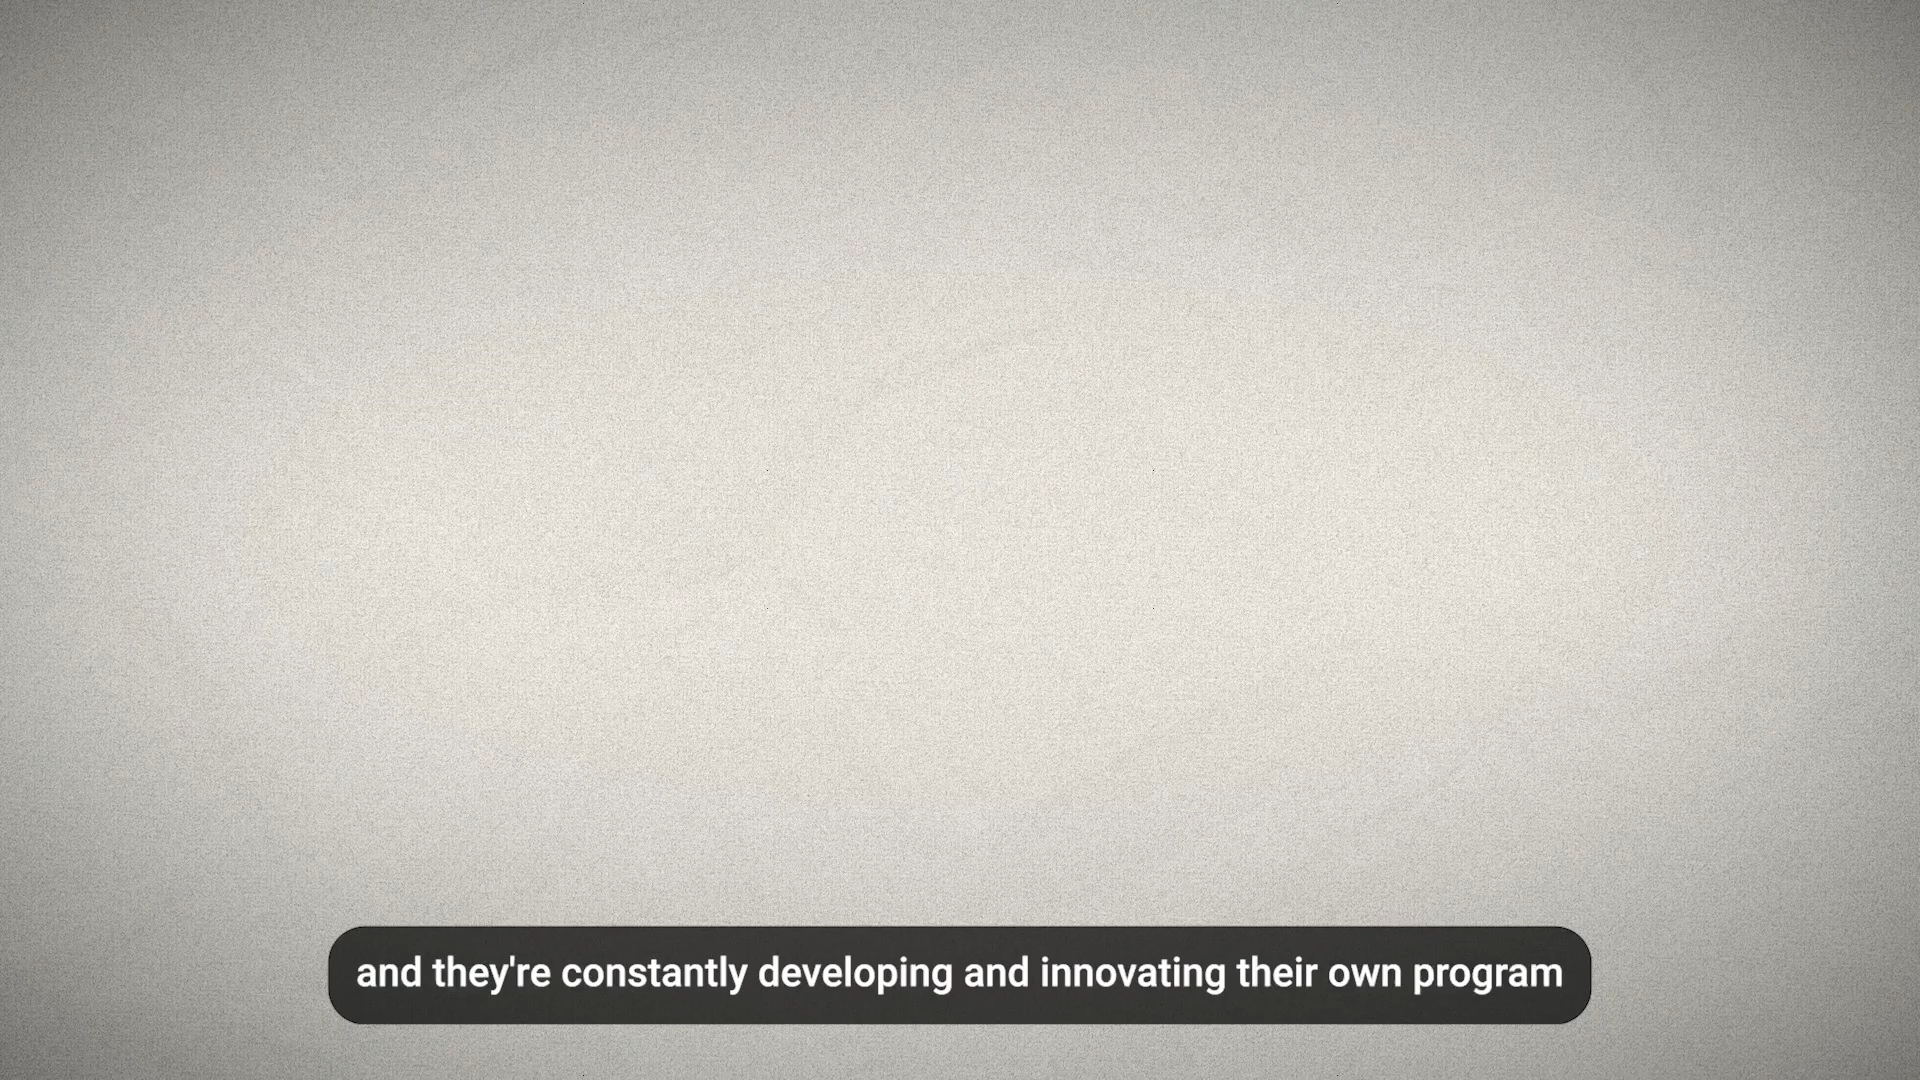 and they're constantly developing and innovating their own program